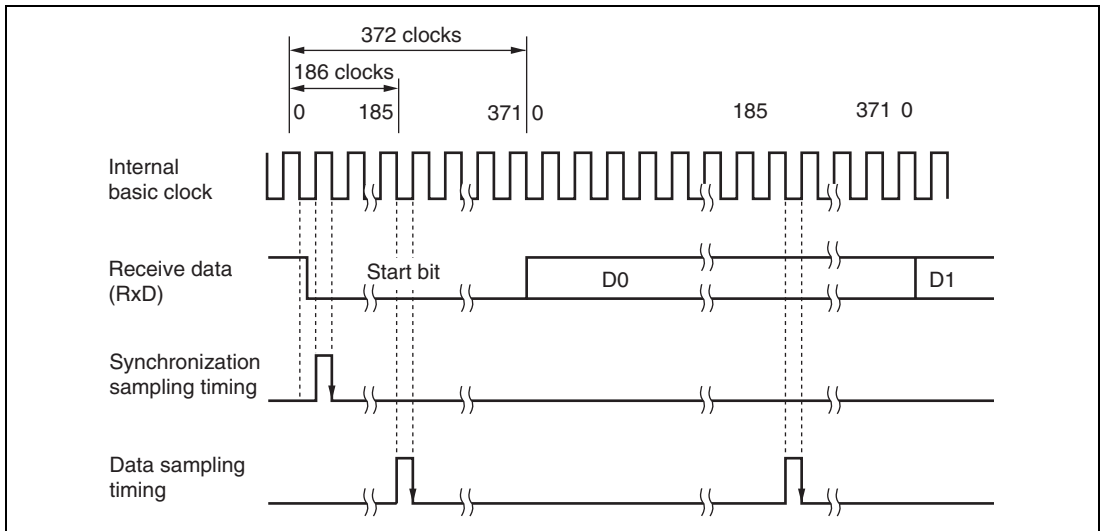 372 clocks
186 clocks
0 185 371 0 185 371 0
Internal
basic clock
Receive data
(RxD)
Start bit D0 D1
Synchronization
sampling timing
Data sampling
timing